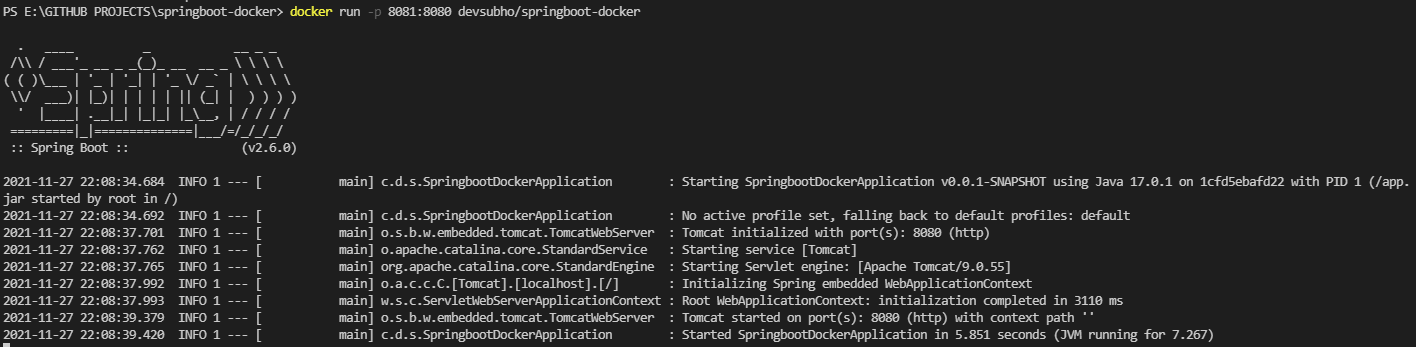 PS E:\GITHUB PROJECTS\springboot-docker> docker run -p 8081:8080 devsubho/springboot-docker
  .   ____          _            __ _ _
 /\\ / ___'_ __ _ _(_)_ __  __ _ \ \ \ \
( ( )\___ | '_ | '_| | '_ \/ _` | \ \ \ \
 \\/  ___)| |_)| | | | | || (_| |  ) ) ) )
  '  |____| .__|_| |_|_| |_\__, | / / / /
 =========|_|==============|___/=/_/_/_/
 :: Spring Boot ::                (v2.6.0)
2021-11-27 22:08:34.684  INFO 1 --- [           main] c.d.s.SpringbootDockerApplication        : Starting SpringbootDockerApplication v0.0.1-SNAPSHOT using Java 17.0.1 on 1cfd5ebafd22 with PID 1 (/app.
jar started by root in /)
2021-11-27 22:08:34.692  INFO 1 --- [           main] c.d.s.SpringbootDockerApplication        : No active profile set, falling back to default profiles: default
2021-11-27 22:08:37.701  INFO 1 --- [           main] o.s.b.w.embedded.tomcat.TomcatWebServer  : Tomcat initialized with port(s): 8080 (http)
2021-11-27 22:08:37.762  INFO 1 --- [           main] o.apache.catalina.core.StandardService   : Starting service [Tomcat]
2021-11-27 22:08:37.765  INFO 1 --- [           main] org.apache.catalina.core.StandardEngine  : Starting Servlet engine: [Apache Tomcat/9.0.55]
2021-11-27 22:08:37.992  INFO 1 --- [           main] o.a.c.c.C.[Tomcat].[localhost].[/]       : Initializing Spring embedded WebApplicationContext
2021-11-27 22:08:37.993  INFO 1 --- [           main] w.s.c.ServletWebServerApplicationContext : Root WebApplicationContext: initialization completed in 3110 ms
2021-11-27 22:08:39.379  INFO 1 --- [           main] o.s.b.w.embedded.tomcat.TomcatWebServer  : Tomcat started on port(s): 8080 (http) with context path ''
2021-11-27 22:08:39.420  INFO 1 --- [           main] c.d.s.SpringbootDockerApplication        : Started SpringbootDockerApplication in 5.851 seconds (JVM running for 7.267)